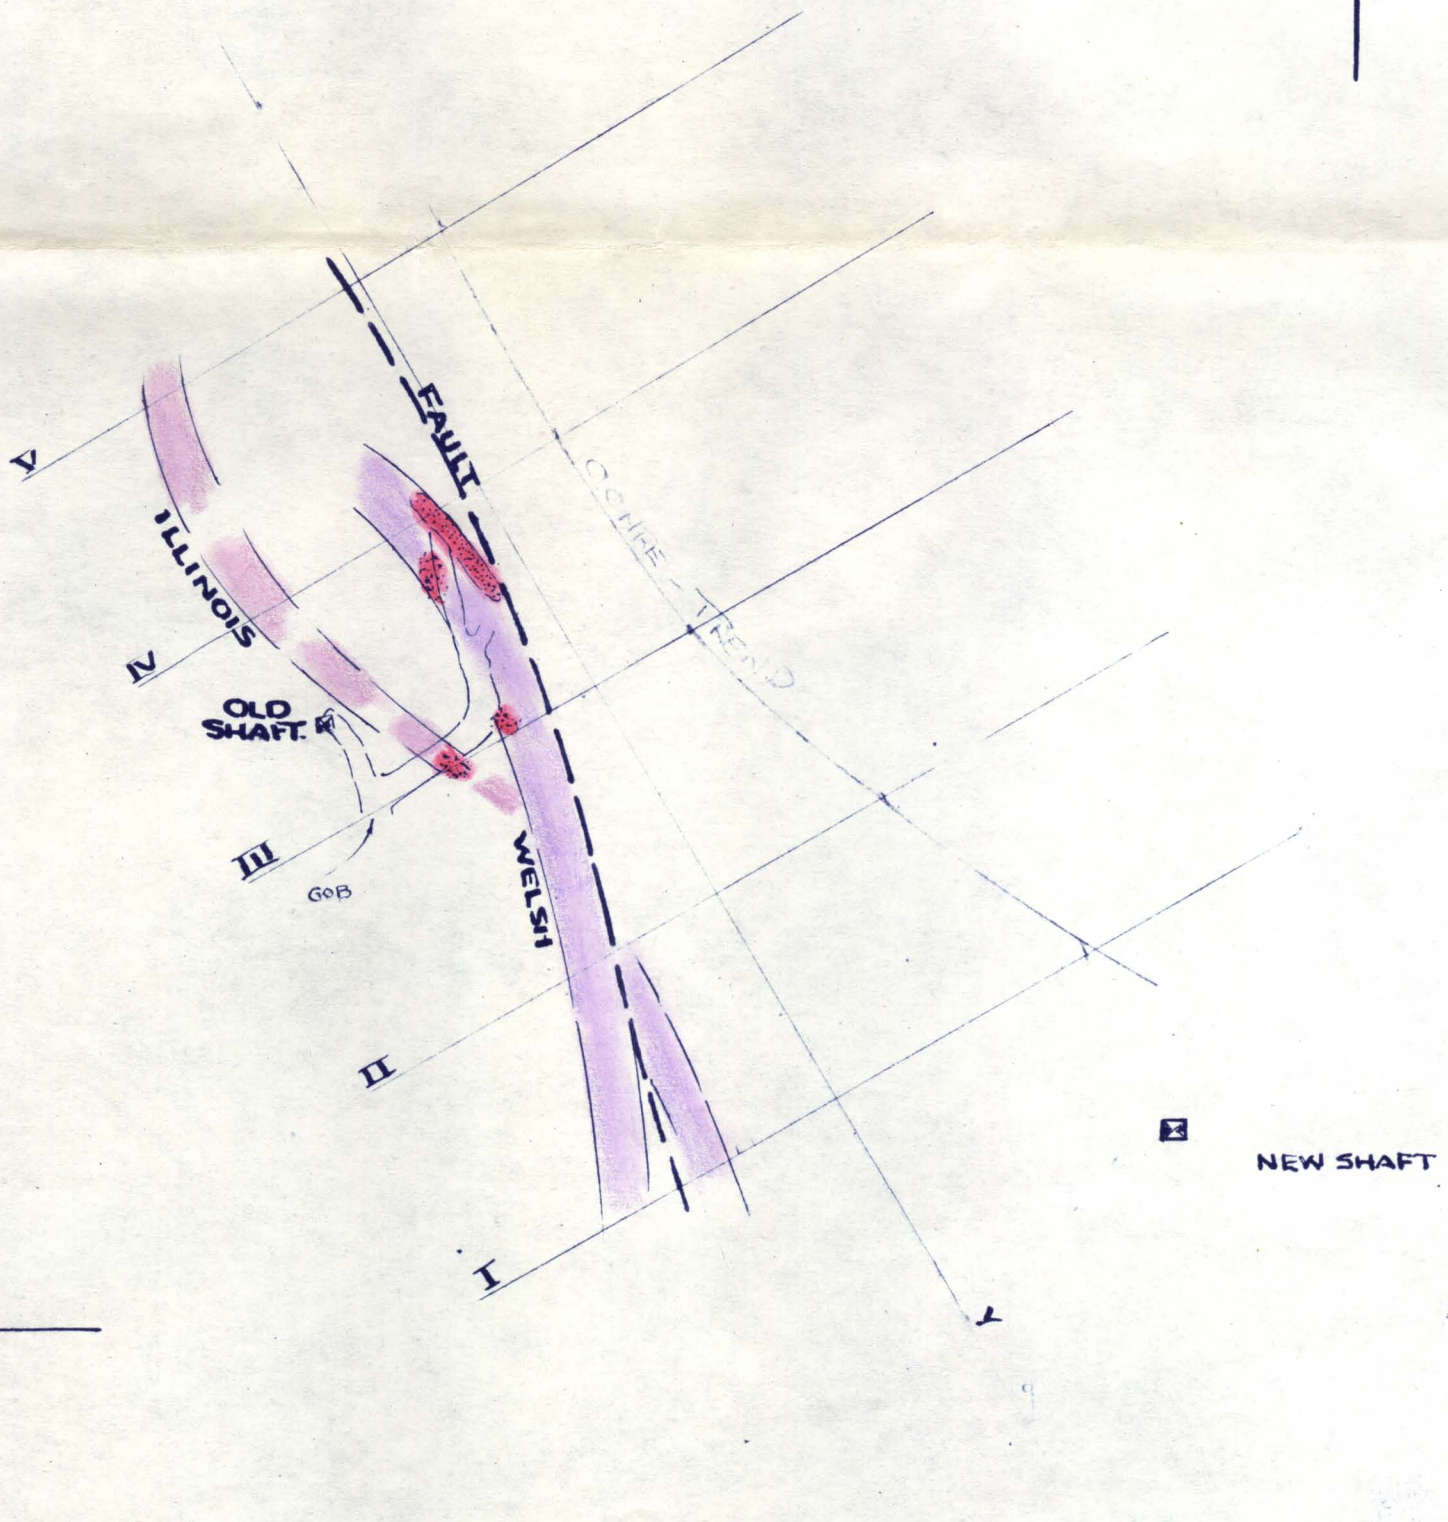 FAULT
V
OCHRE - TREND
ILLINOIS
IV
OLD
SHAFT.
III
WELSH
GOB
II
NEW SHAFT
I